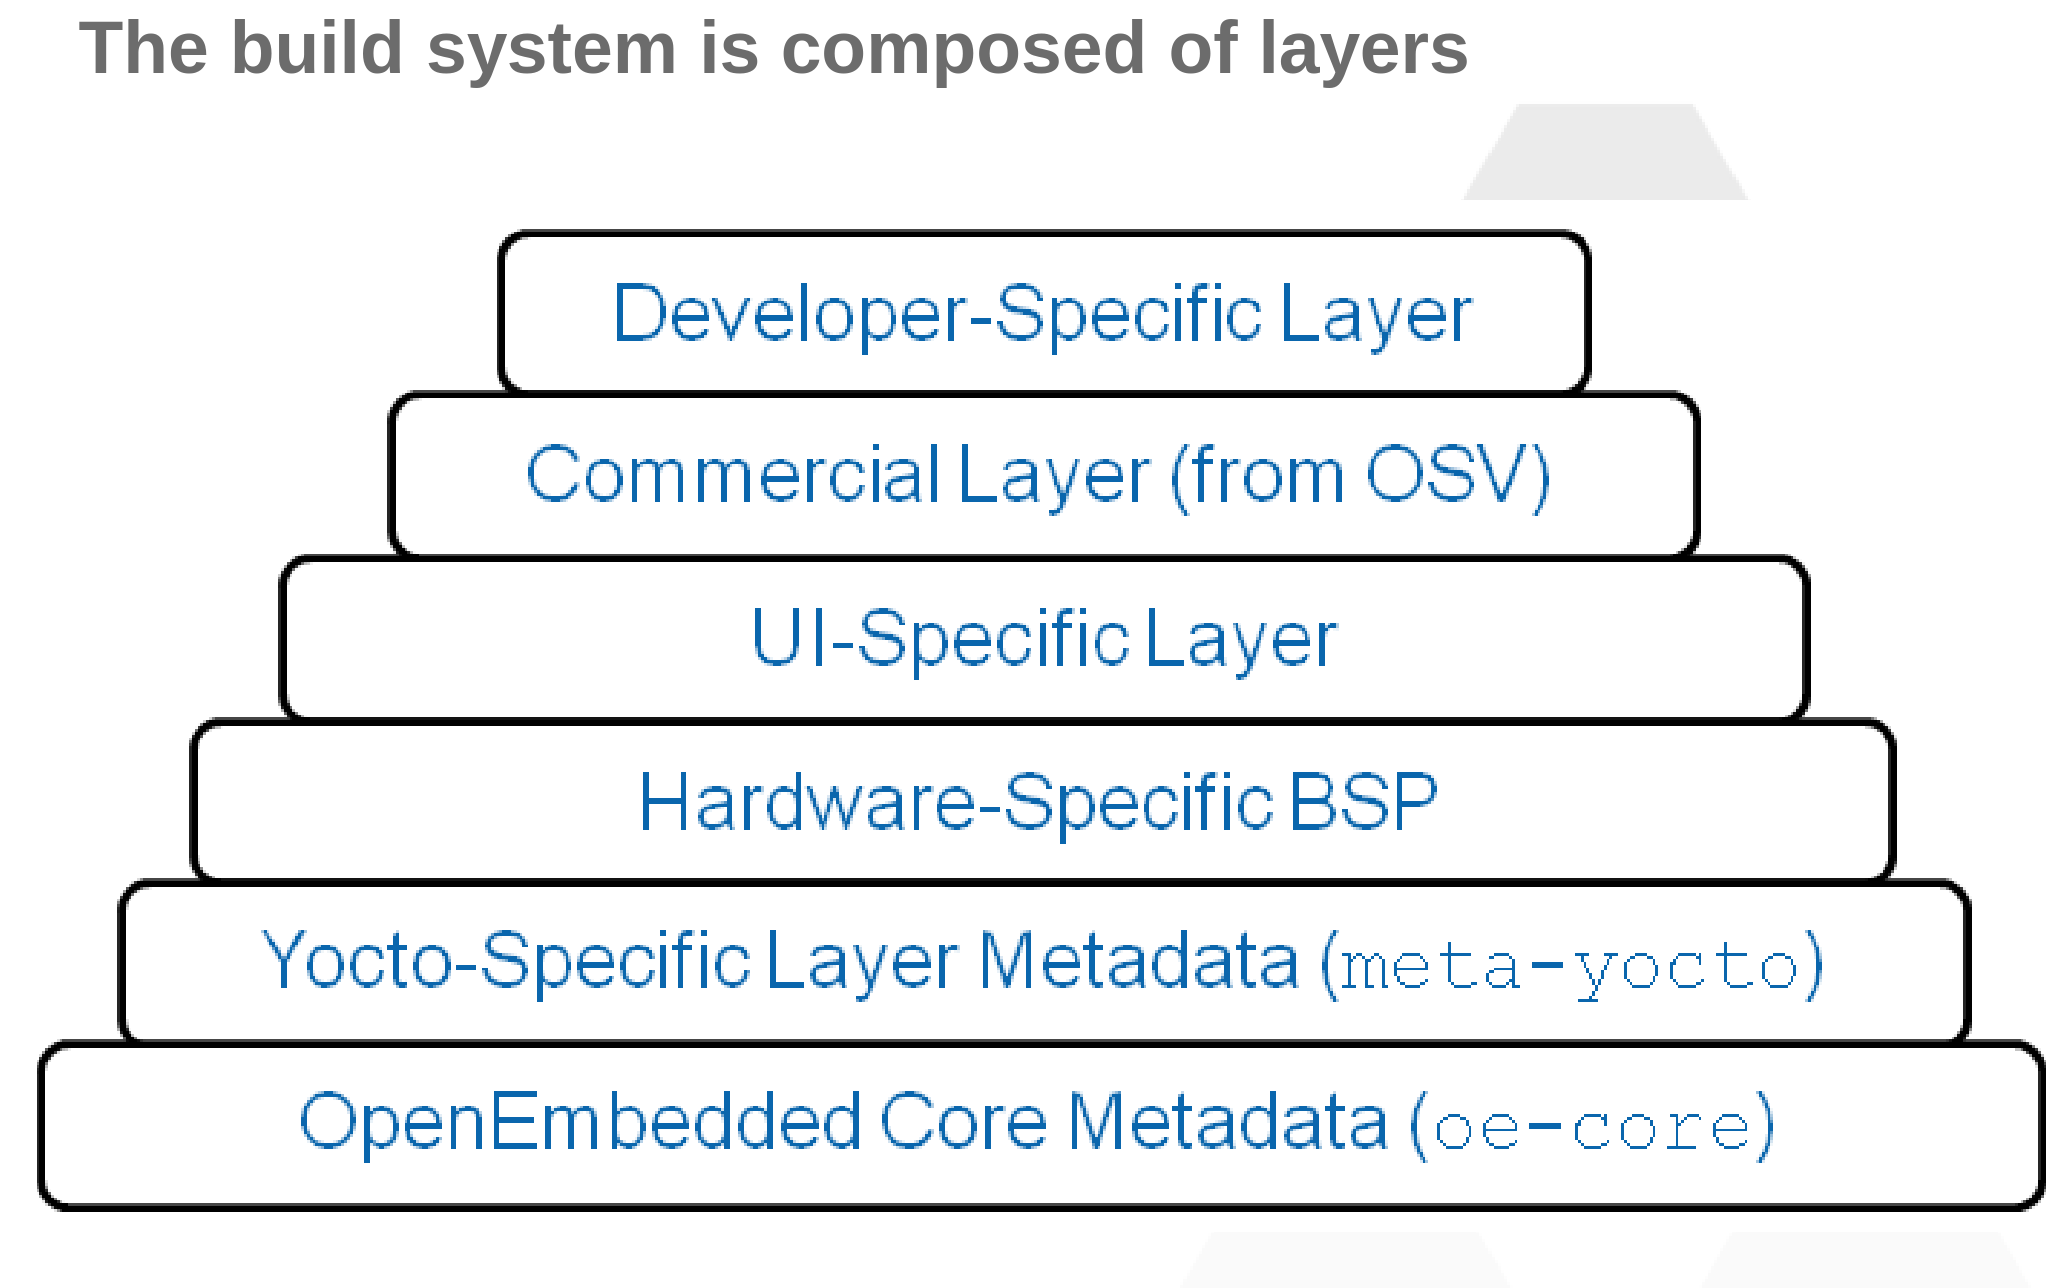 The build system is composed of layers
Developer-Specific Layer
Commercial Layer (from OSV)
UI-Specific Layer
Hardware-Specific BSP
Yocto-Specific Layer Metadata (meta-yocto)
OpenEmbedded Core Metadata (oe-core)